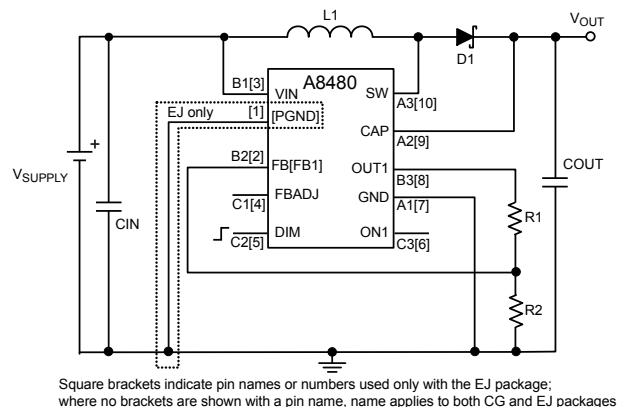 L1
VOUT
D1
A8480
B1[3]
VIN
SW
A3[10]
EJ only
[1]
[PGND]
CAP
A2[9]
B2[2]
FB[FB1]
OUT1
B3[8]
COUT
VSUPPLY
+
FBADJ
C1[4]
GND
A1[7]
R1
CIN
DIM
C2[5]
ON1
C3[6]
R2
Square brackets indicate pin names or numbers used only with the EJ package;
where no brackets are shown with a pin name, name applies to both CG and EJ packages